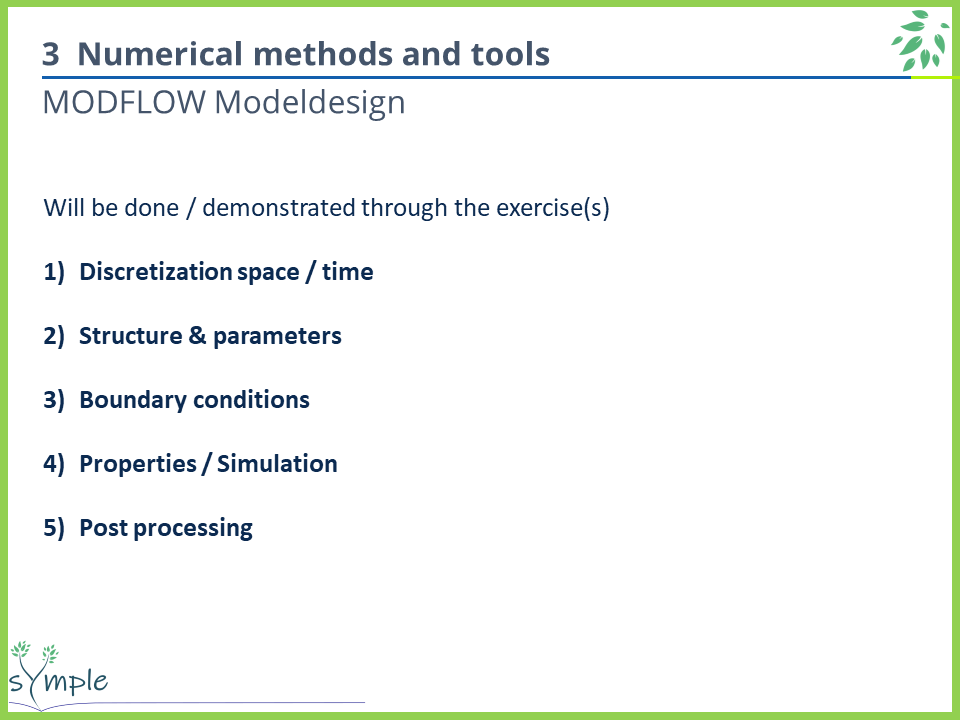 3 Numerical methods and tools
MODFLOW Modeldesign
Will be done / demonstrated through the exercise(s)
1) Discretization space / time
2) Structure & parameters
3) Boundary conditions
4) Properties / Simulation
5) Post processing
sYmple